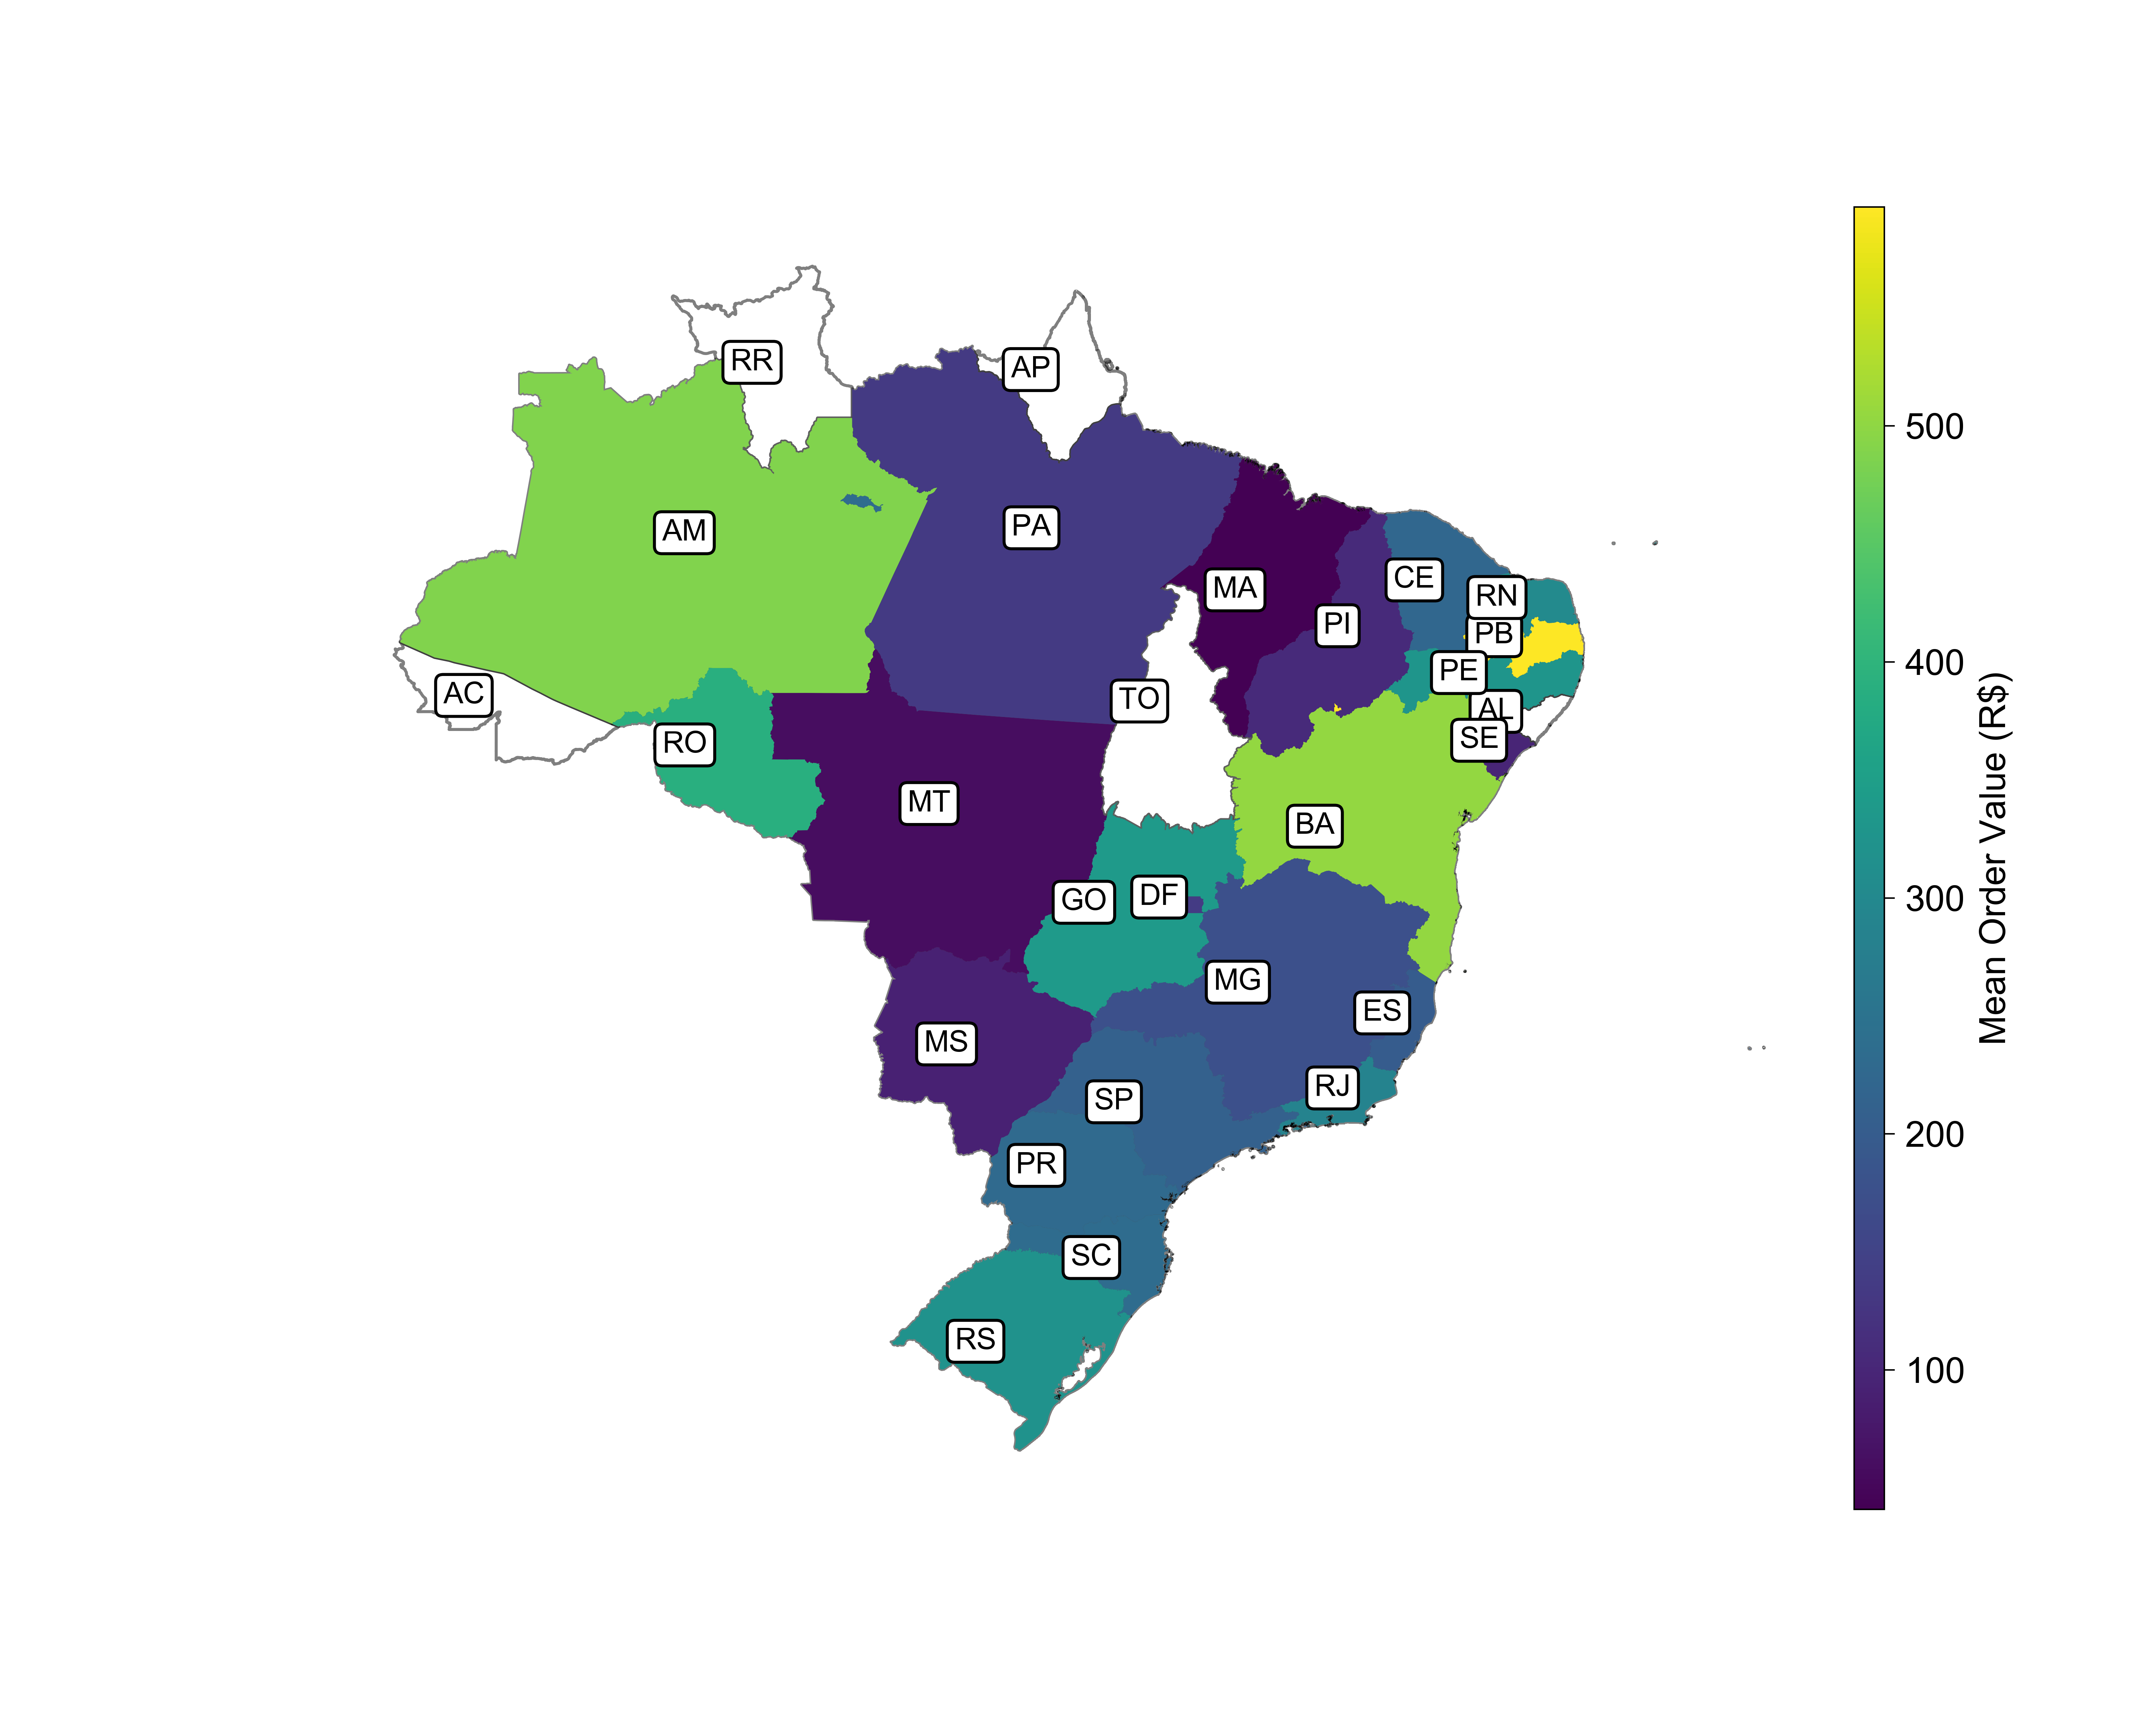 RR
AP
AM
PA
MA
CE
RN
PI
PB
PE
AC
TO
AL
SE
RO
MT
BA
GO
DF
MG
ES
MS
SP
RJ
PR
SC
RS
500
400
300
200
100
Mean Order Value (R$)